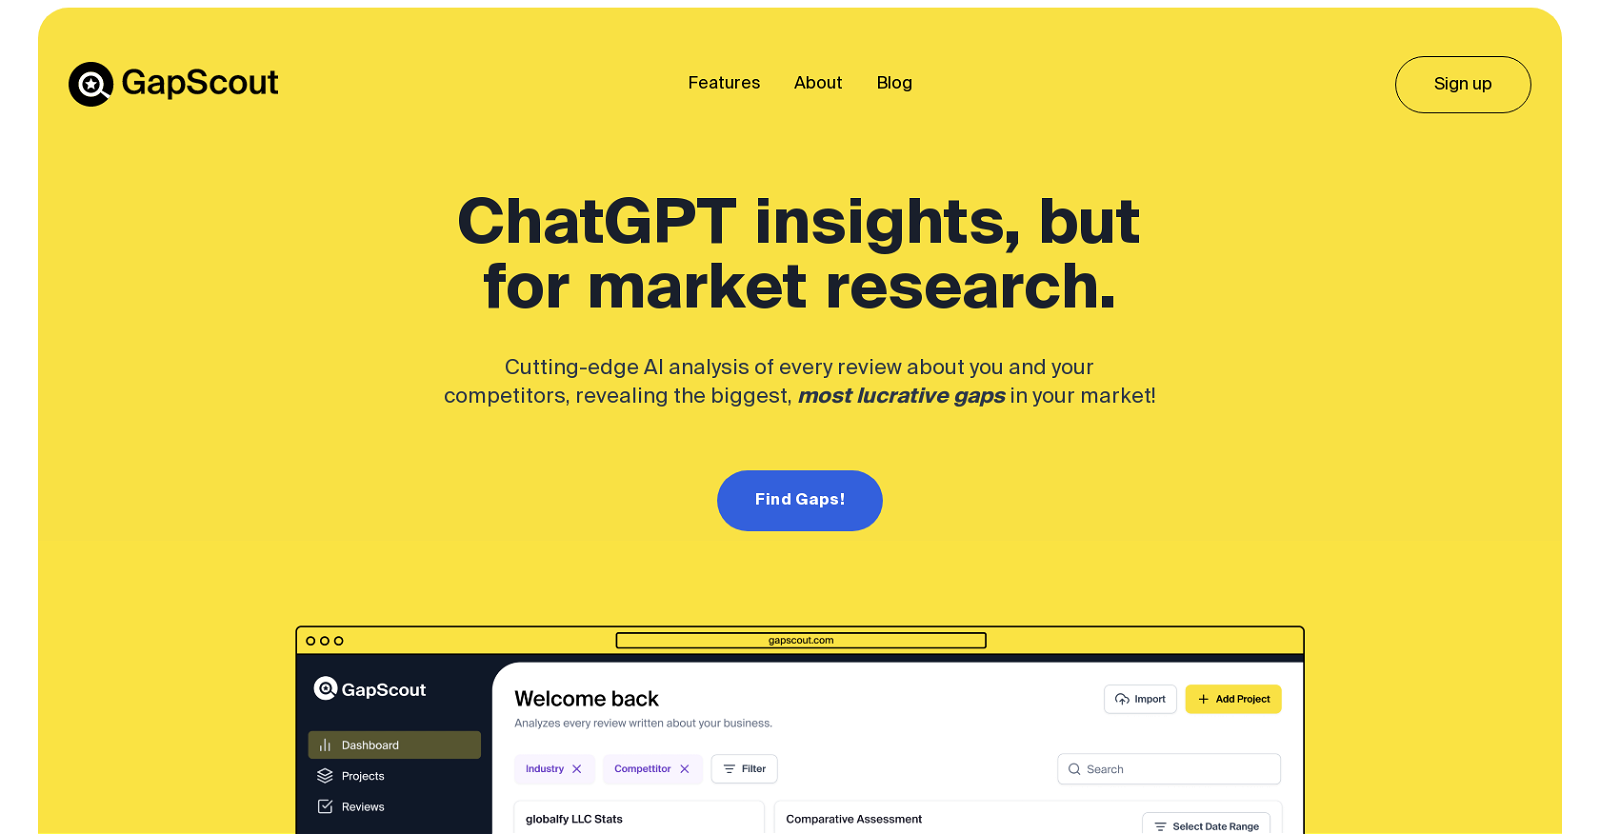 GapScout
Features About Blog
Sign up
ChatGPT insights, but
for market research.
Cutting-edge AI analysis of every review about you and your
competitors, revealing the biggest, most lucrative gaps in your market!
Find Gaps!
gapscout.com
GapScout
Dashboard
Projects
Reviews
Welcome back
Analyzes every review written about your business.
Import
Add Project
Industry
Compettitor
Filter
Search
globalfy LLC Stats
Comparative Assessment
Select Date Range